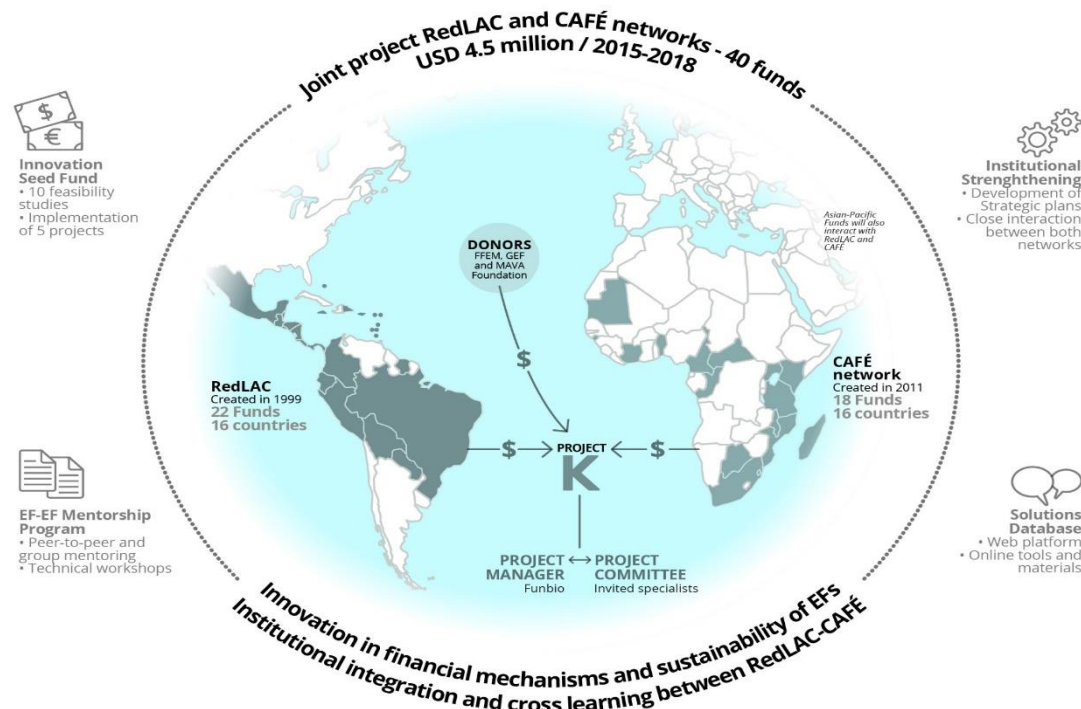 Joint project RedLAC and CAFÉ networks - 40 funds
USD 4.5 million / 2015-2018
$
€
Innovation
Seed Fund
• 10 feasibility
studies
• Implementation
of 5 projects
Institutional
Strenghthening
• Development of
Strategic plans
• Close interaction
between both
networks
Asian-Pacific
Funds will also
interact with
RedLAC and
CAFÉ
DONORS
FFEM, GEF
and MAVA
Foundation
$
RedLAC
Created in 1999
22 Funds
16 countries
CAFÉ
network
Created in 2011
18 Funds
16 countries
$
PROJECT
K
$
EF-EF Mentorship
Program
• Peer-to-peer and
group mentoring
• Technical workshops
Solutions
Database
• Web platform
• Online tools and
materials
PROJECT
MANAGER
Funbio
PROJECT
COMMITTEE
Invited specialists
Innovation in financial mechanisms and sustainability of EFs
Institutional integration and cross learning between RedLAC-CAFÉ